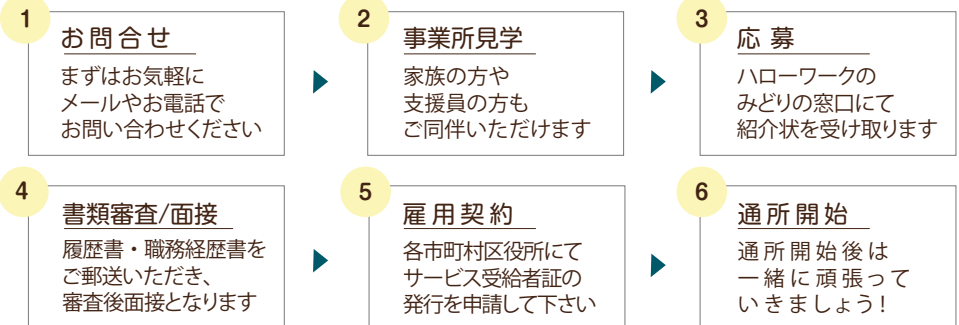 1
お問合せ
まずはお気軽に
メールやお電話で
お問い合わせください
2
事業所見学
家族の方や
支援員の方も
ご同伴いただけます
3
応募
ハローワークの
みどりの窓口にて
紹介状を受け取ります
4
書類審査/面接
履歴書・職務経歴書を
ご郵送いただき、
審査後面接となります
5
雇用契約
各市町村区役所にて
サービス受給者証の
発行を申請して下さい
6
通所開始
通所開始後は
一緒に頑張って
いきましょう!